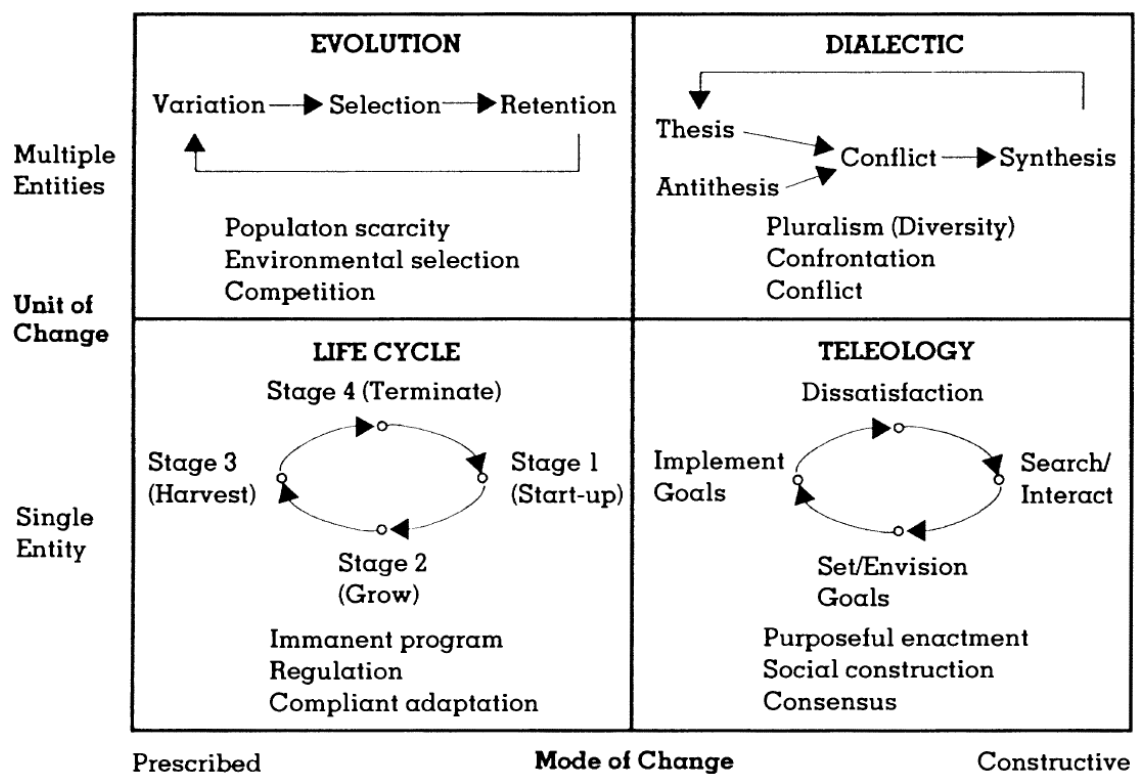 EVOLUTION
Variation Selection Retention
Populaton scarcity
Environmental selection
Competition
DIALECTIC
Thesis
Antithesis
Conflict Synthesis
Pluralism (Diversity)
Confrontation
Conflict
Multiple
Entities
Unit of
Change
Single
Entity
LIFE CYCLE
Stage 4 (Terminate)
Stage 3
(Harvest)
Stage 1
(Start-up)
Stage 2
(Grow)
Immanent program
Regulation
Compliant adaptation
TELEOLOGY
Dissatisfaction
Implement
Goals
Search/
Interact
Set/Envision
Goals
Purposeful enactment
Social construction
Consensus
Prescribed Mode of Change Constructive